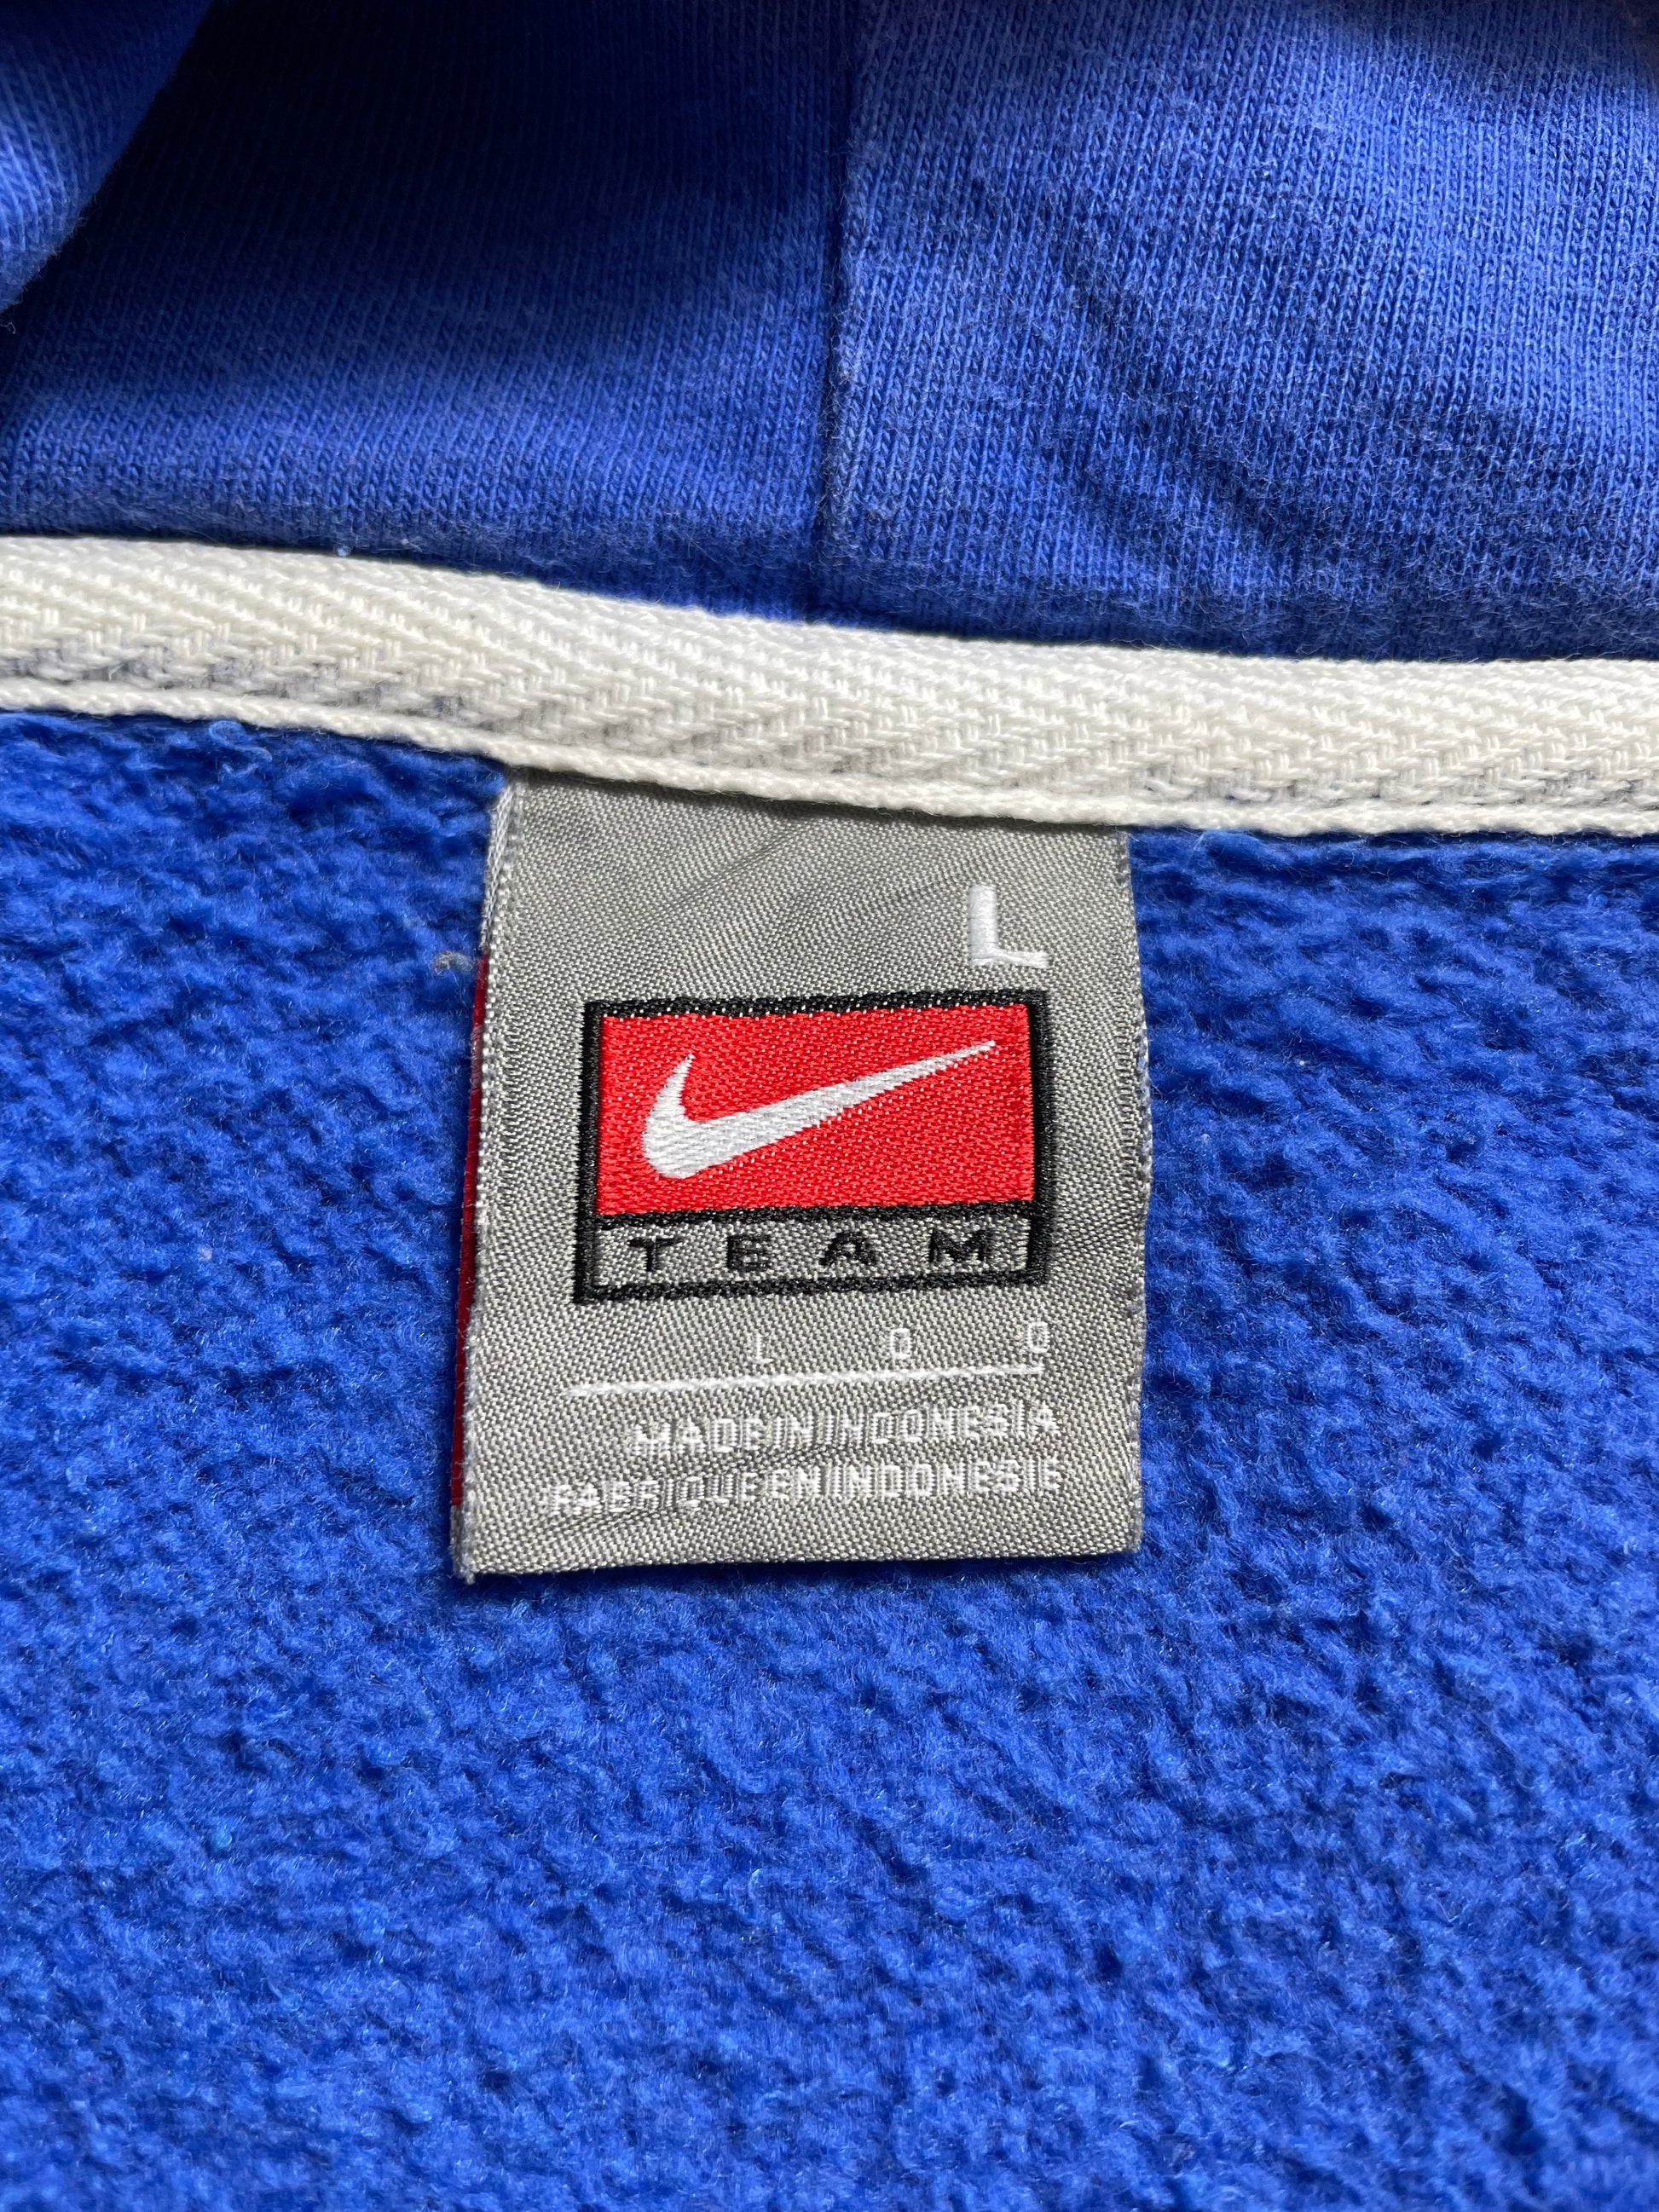 L
TEAM
L D G
MADE IN INDONESIA
FABRIQUE EN INDONESIE